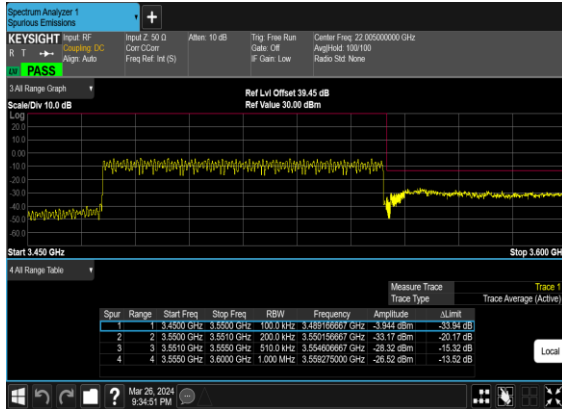 Spectrum Analyzer 1
Spurious Emissions
KEYSIGHT Input: RF Input Z: 50 Ω Atten: 10 dB Trig: Free Run Center Freq: 22.005000000 GHz
R T Coupling: DC Corr CCorr Gate: Off Avg|Hold: 100/100
Align: Auto Freq Ref: Int (S) IF Gain: Low Radio Std: None
PASS
3 All Range Graph
Ref Lvl Offset 39.45 dB
Scale/Div 10.0 dB Ref Value 30.00 dBm
Log
20.0
10.0
0.00
-10.0
-20.0
-30.0
-40.0
-50.0
-60.0
Start 3.450 GHz Stop 3.600 GH
4 All Range Table
Measure Trace Trace 1
Trace Type Trace Average (Active)
Spur Range Start Freq Stop Freq RBW Frequency Amplitude ΔLimit
1 1 3.4500 GHz 3.5500 GHz 100.0 kHz 3.489166667 GHz -3.944 dBm -33.94 dB
2 2 3.5500 GHz 3.5510 GHz 200.0 kHz 3.550156667 GHz -33.17 dBm -20.17 dB
3 3 3.5510 GHz 3.5550 GHz 510.0 kHz 3.554606667 GHz -28.32 dBm -15.32 dB
4 4 3.5550 GHz 3.6000 GHz 1.000 MHz 3.559275000 GHz -26.52 dBm -13.52 dB
Local
Mar 26, 2024
9:34:51 PM